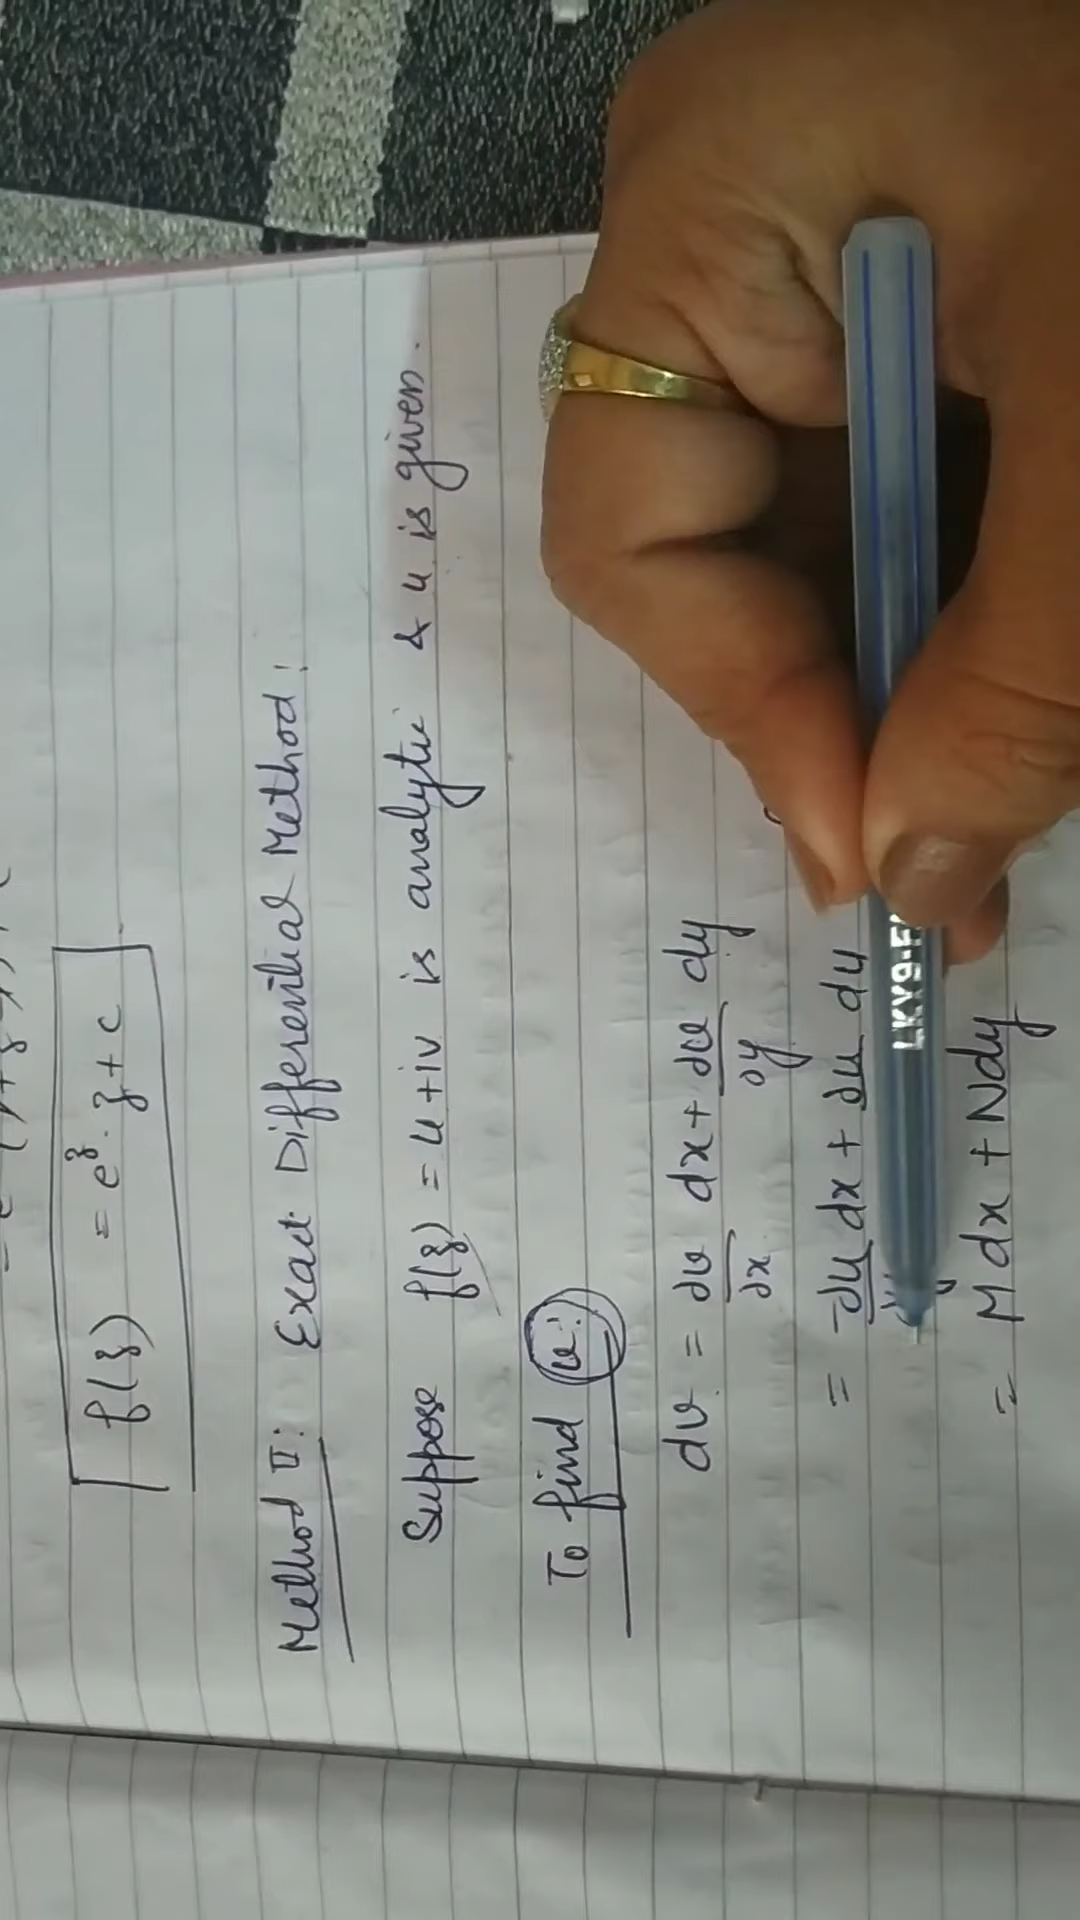 f(z) = e^z · z + c
Method II: Exact Differential Method:
Suppose f(z) = u + iv is analytic & u is given.
To find v:
dv = ∂v/∂x dx + ∂v/∂y dy
= -∂u/∂y dx + ∂u dy
= M dx + N dy
LKY9-F